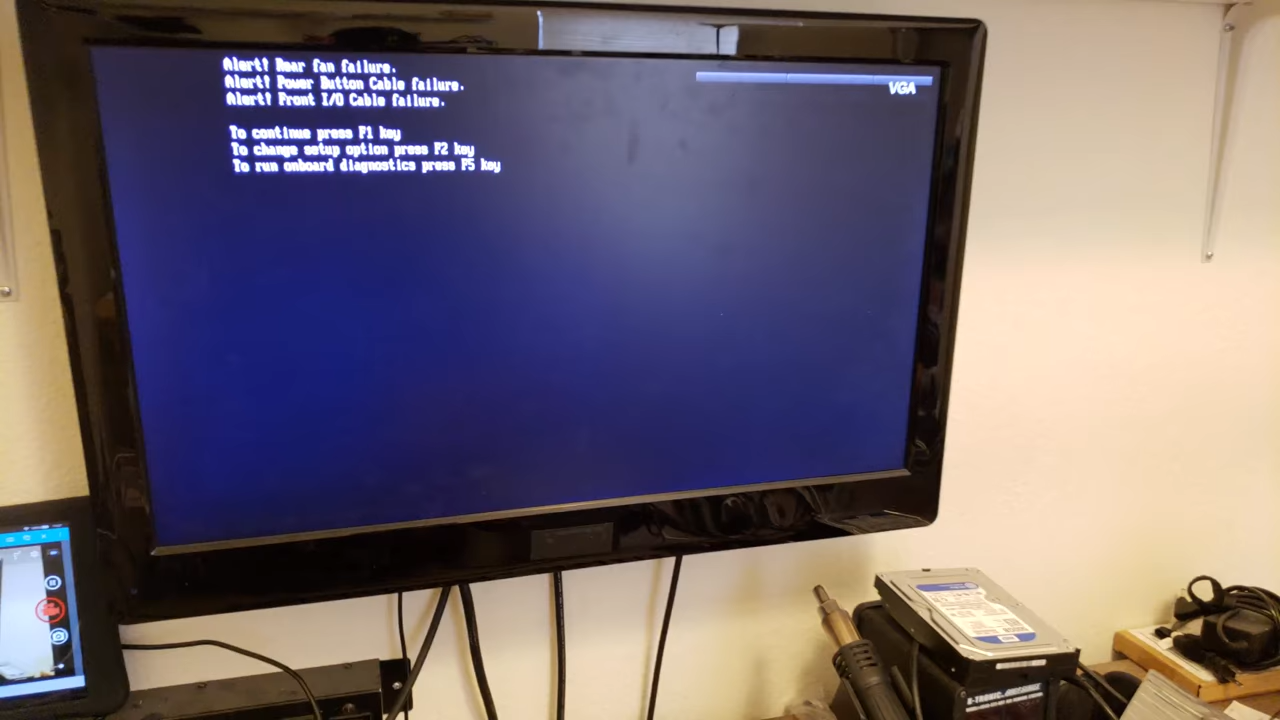 Alert! Rear fan failure.
Alert! Power Button Cable failure.
Alert! Front I/O Cable failure.
VGA
To continue press F1 key
To change setup option press F2 key
To run onboard diagnostics press F5 key
X-TRONIC